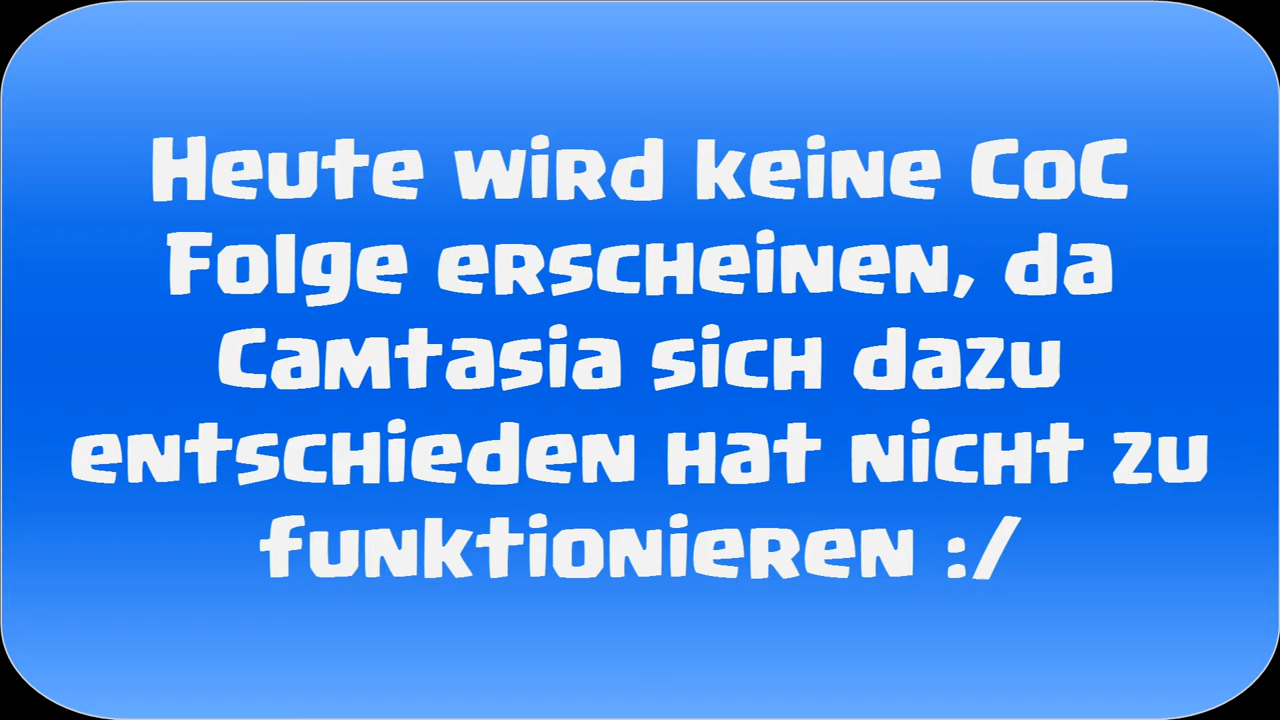 Heute wird keine CoC
Folge erscheinen, da
Camtasia sich dazu
entschieden hat nicht zu
funktionieren :/